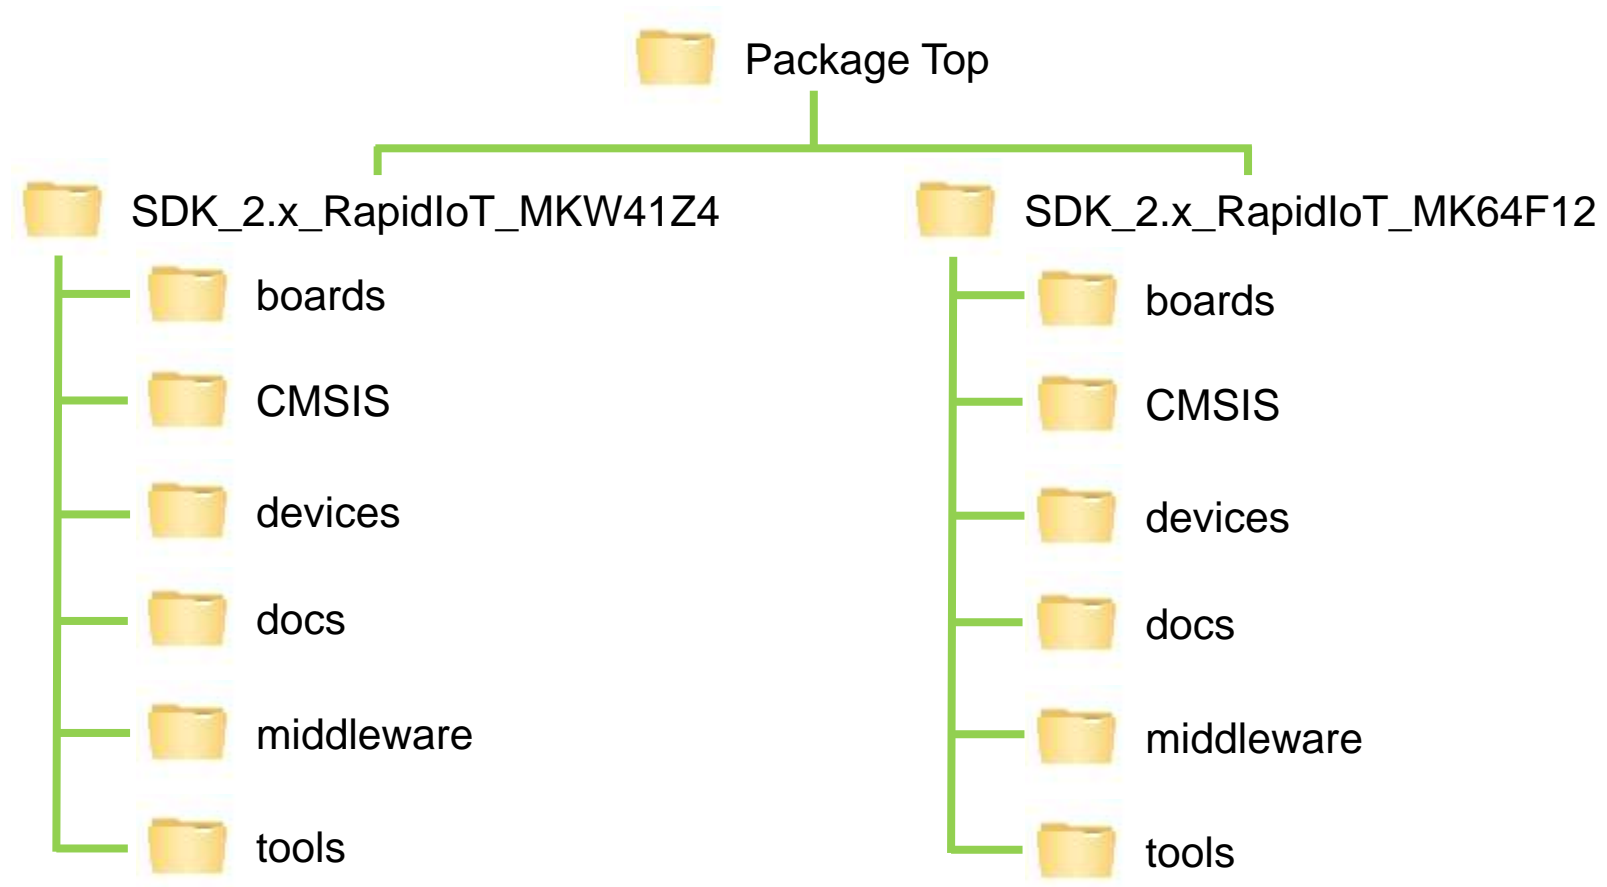 Package Top
SDK_2.x_RapidIoT_MKW41Z4
boards
CMSIS
devices
docs
middleware
tools
SDK_2.x_RapidIoT_MK64F12
boards
CMSIS
devices
docs
middleware
tools